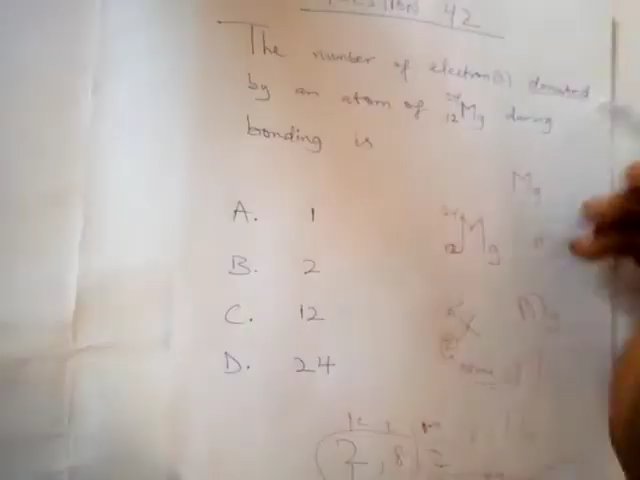 QUESTION 42
The number of electron(s) donated
by an atom of ²⁴₁₂Mg during
bonding is
Mg
A. 1
²⁴₁₂Mg
B. 2
C. 12
X
D. 24
2, 8, 2